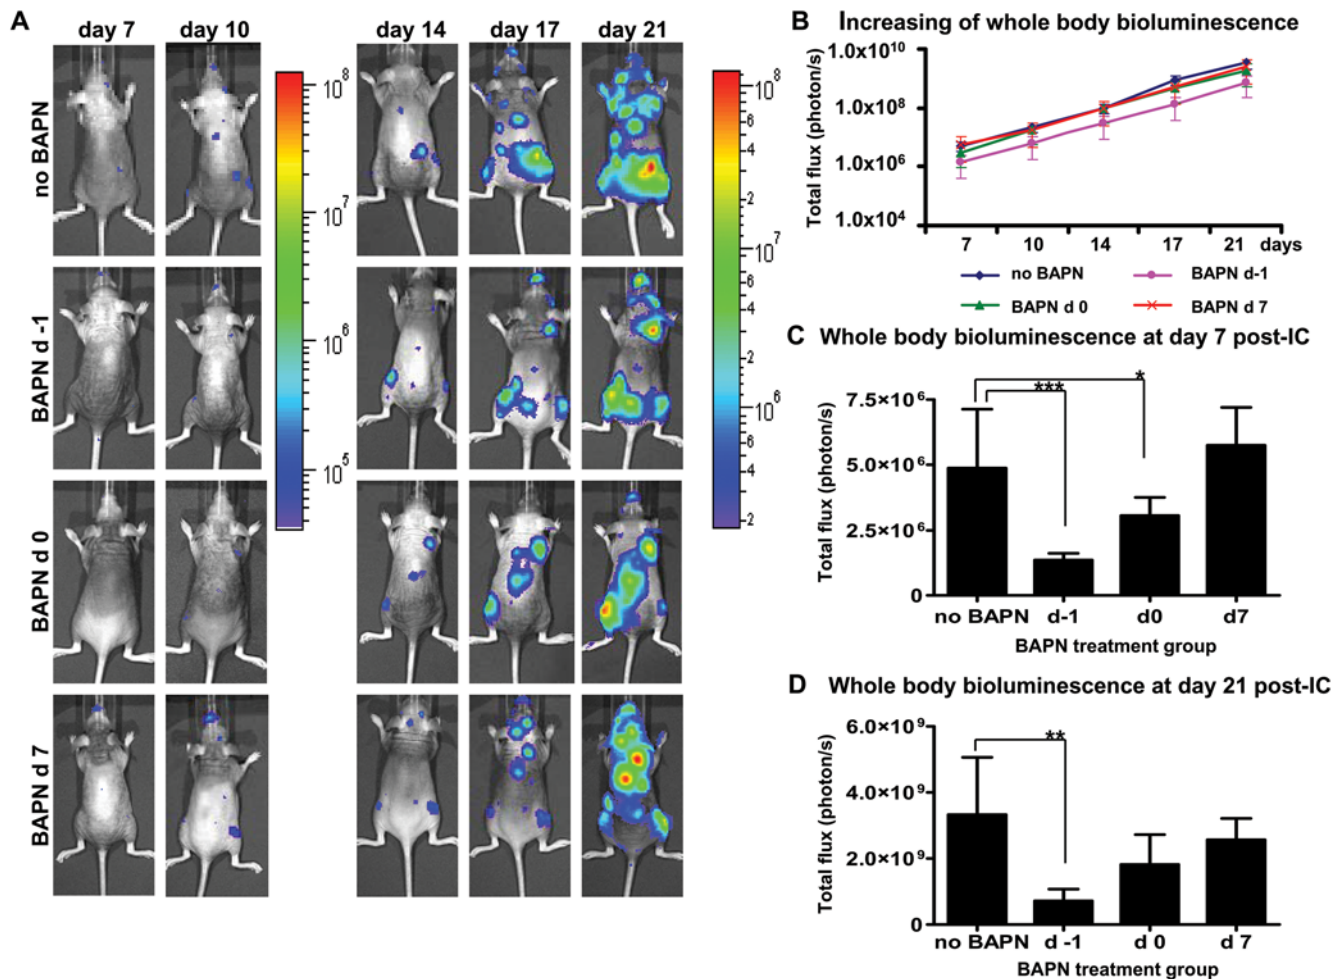 A
day 7
day 10
day 14
day 17
day 21
no BAPN
BAPN d -1
BAPN d 0
BAPN d 7
10^8
10^7
10^6
10^5
10^8
8
6
4
2
10^7
8
6
4
2
10^6
8
6
4
2
B Increasing of whole body bioluminescence
Total flux (photon/s)
1.0x10^10
1.0x10^8
1.0x10^6
1.0x10^4
7 10 14 17 21 days
no BAPN
BAPN d-1
BAPN d 0
BAPN d 7
C Whole body bioluminescence at day 7 post-IC
Total flux (photon/s)
7.5×10^6
5.0×10^6
2.5×10^6
0
*
***
no BAPN d-1 d0 d7
BAPN treatment group
D Whole body bioluminescence at day 21 post-IC
Total flux (photon/s)
6.0×10^9
4.0×10^9
2.0×10^9
0
**
no BAPN d -1 d 0 d 7
BAPN treatment group